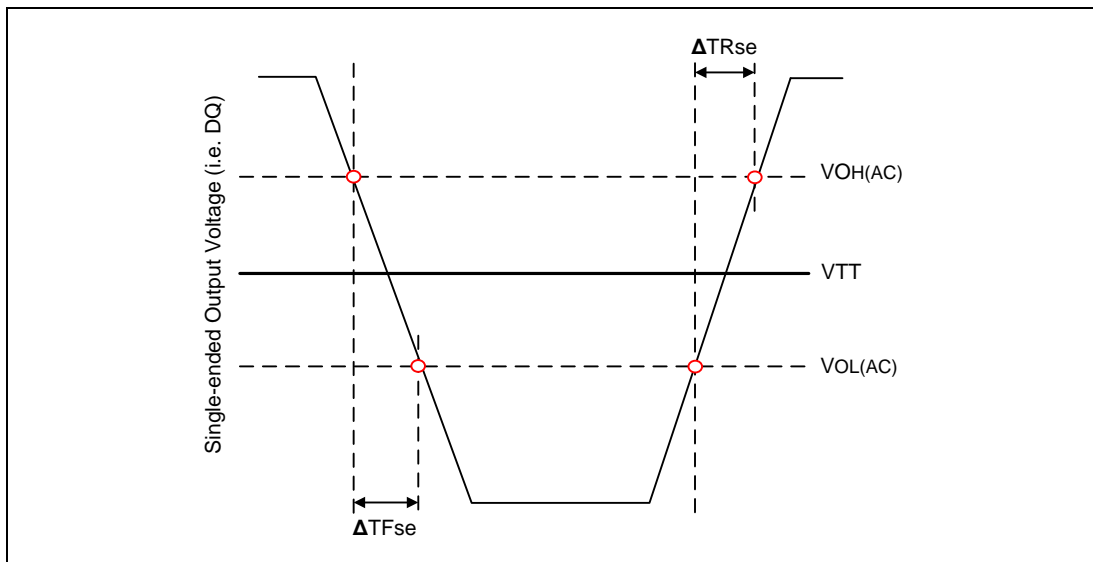 ΔTRse
Single-ended Output Voltage (i.e. DQ)
VOH(AC)
VTT
VOL(AC)
ΔTFse